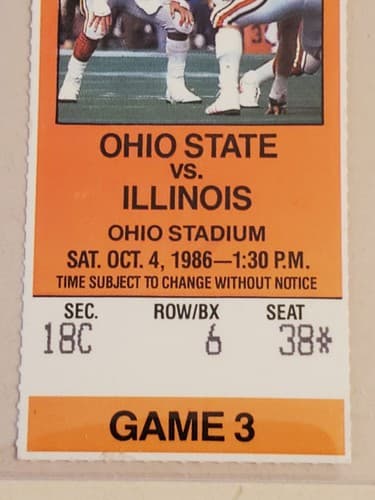 OHIO STATE
VS.
ILLINOIS
OHIO STADIUM
SAT. OCT. 4, 1986—1:30 P.M.
TIME SUBJECT TO CHANGE WITHOUT NOTICE
SEC. ROW/BX SEAT
18C 6 38*
GAME 3